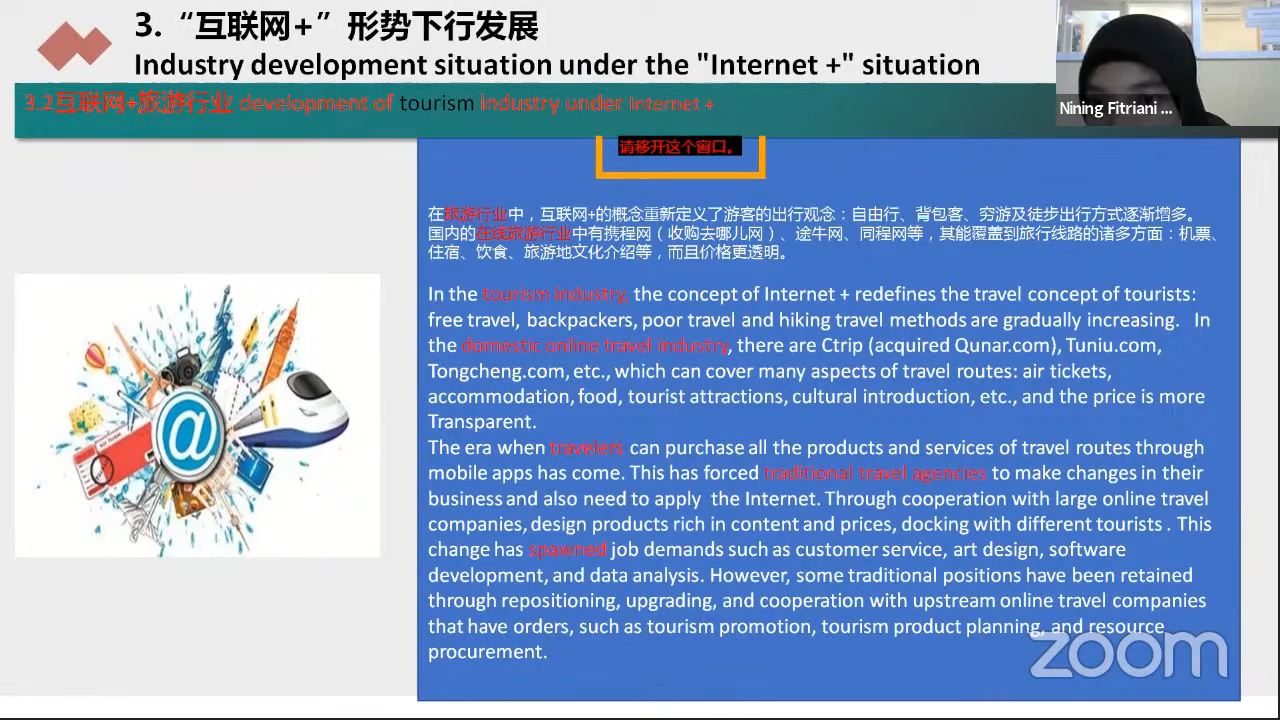 3.“互联网+”形势下行发展
Industry development situation under the "Internet +" situation
3.2互联网+旅游行业 development of tourism industry under Internet +
Nining Fitriani ...
请移开这个窗口。
在旅游行业中，互联网+的概念重新定义了游客的出行观念：自由行、背包客、穷游及徒步出行方式逐渐增多。
国内的在线旅游行业中有携程网（收购去哪儿网）、途牛网、同程网等，其能覆盖到旅行线路的诸多方面：机票、
住宿、饮食、旅游地文化介绍等，而且价格更透明。
In the tourism industry, the concept of Internet + redefines the travel concept of tourists:
free travel, backpackers, poor travel and hiking travel methods are gradually increasing. In
the domestic online travel industry, there are Ctrip (acquired Qunar.com), Tuniu.com,
Tongcheng.com, etc., which can cover many aspects of travel routes: air tickets,
accommodation, food, tourist attractions, cultural introduction, etc., and the price is more
Transparent.
The era when travelers can purchase all the products and services of travel routes through
mobile apps has come. This has forced traditional travel agencies to make changes in their
business and also need to apply the Internet. Through cooperation with large online travel
companies, design products rich in content and prices, docking with different tourists . This
change has spawned job demands such as customer service, art design, software
development, and data analysis. However, some traditional positions have been retained
through repositioning, upgrading, and cooperation with upstream online travel companies
that have orders, such as tourism promotion, tourism product planning, and resource
procurement.
zoom